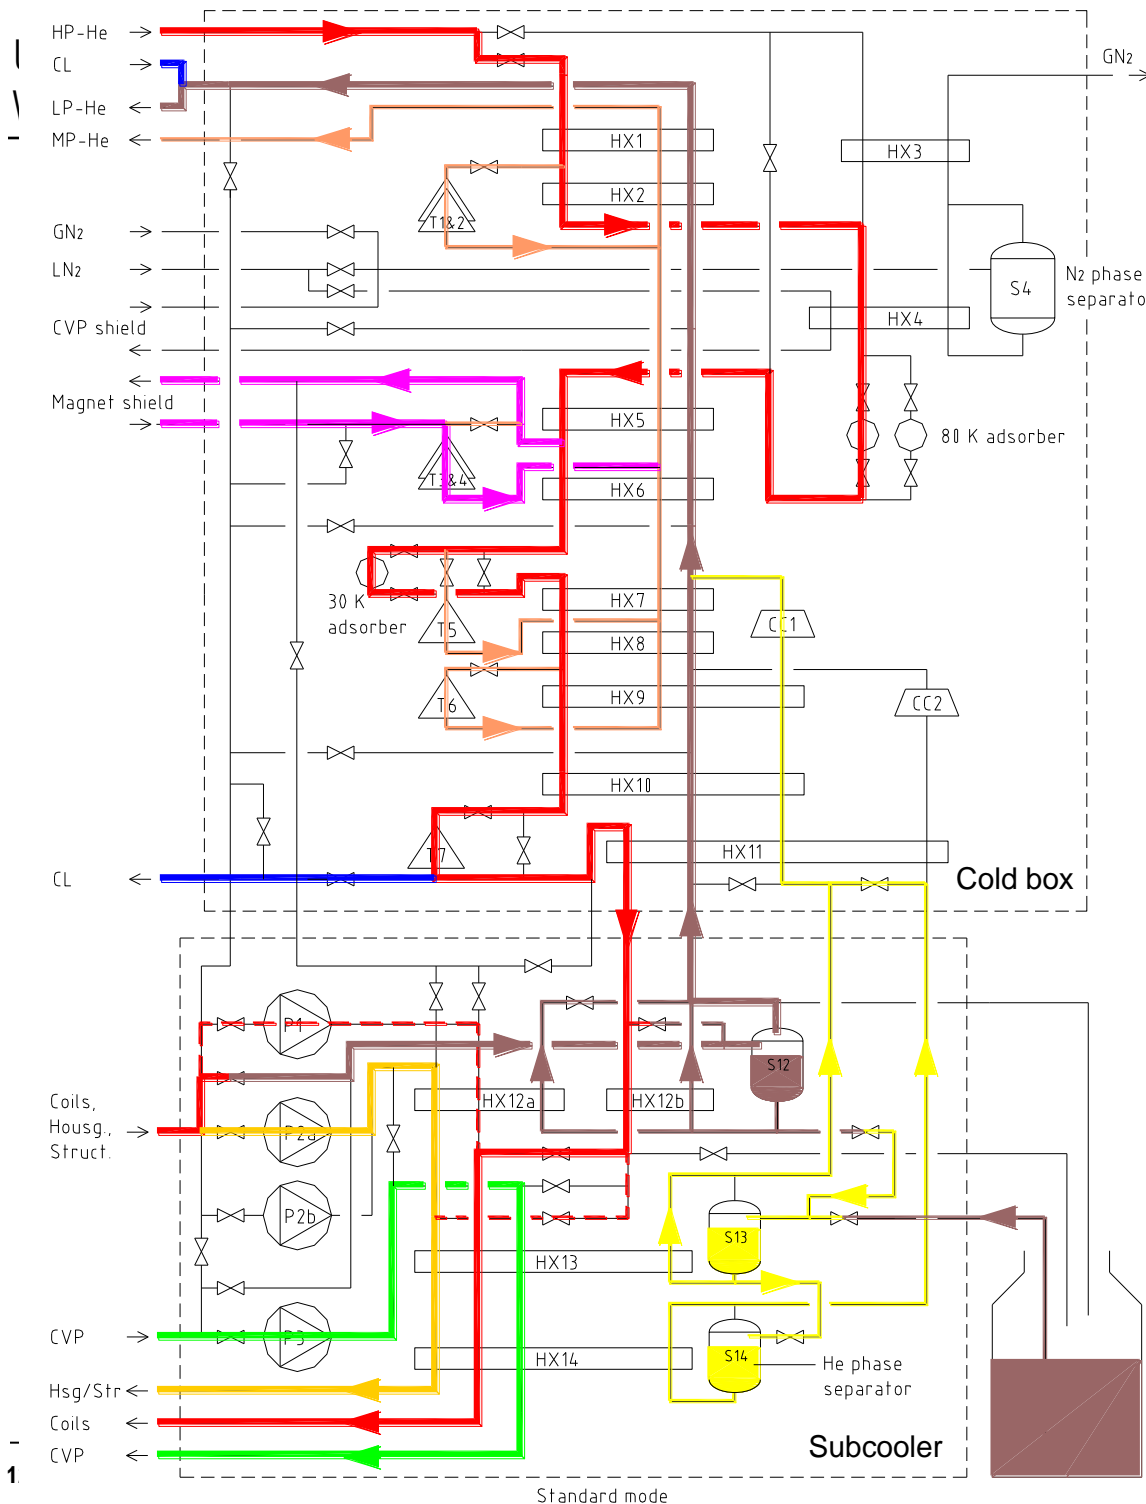 HP-He
CL
LP-He
MP-He
GN2
HX1
HX2
HX3
T1&2
GN2
LN2
S4
N2 phase
separato
HX4
CVP shield
Magnet shield
HX5
80 K adsorber
T3&4
HX6
30 K
adsorber
HX7
T5
HX8
CC1
HX9
T6
CC2
HX10
T7
HX11
CL
Cold box
P1
S12
Coils,
Housg.,
Struct.
HX12a
HX12b
P2a
P2b
S13
HX13
CVP
P3
HX14
S14
He phase
separator
Hsg/Str
Coils
CVP
Subcooler
1
Standard mode